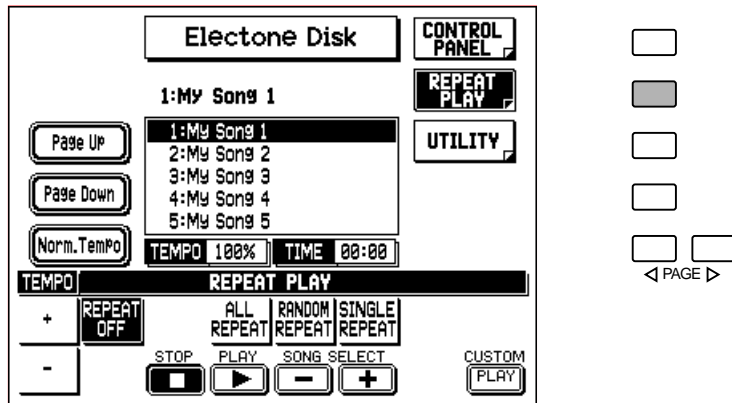 Electone Disk
CONTROL
PANEL
1:My Song 1
REPEAT
PLAY
UTILITY
Page Up
Page Down
Norm.Tempo
1:My Song 1
2:My Song 2
3:My Song 3
4:My Song 4
5:My Song 5
TEMPO 100% TIME 00:00
TEMPO REPEAT PLAY
+
-
REPEAT
OFF
ALL
REPEAT
RANDOM
REPEAT
SINGLE
REPEAT
STOP PLAY SONG SELECT CUSTOM
- + PLAY
PAGE